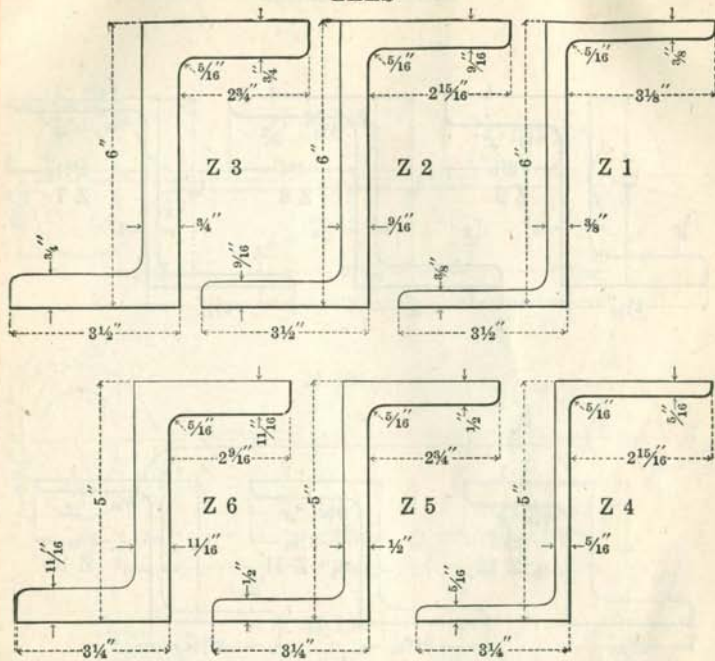 6″ 5/16″ 3/4″ 2 3/4″ Z 3 3/4″ 3/4″ 3 1/2″
6″ 5/16″ 9/16″ 2 15/16″ Z 2 9/16″ 9/16″ 3 1/2″
6″ 5/16″ 3/8″ 3 1/8″ Z 1 3/8″ 3/8″ 3 1/2″
5″ 5/16″ 11/16″ 2 9/16″ Z 6 11/16″ 11/16″ 3 1/4″
5″ 5/16″ 1/2″ 2 3/4″ Z 5 1/2″ 1/2″ 3 1/4″
5″ 5/16″ 5/16″ 2 15/16″ Z 4 5/16″ 5/16″ 3 1/4″